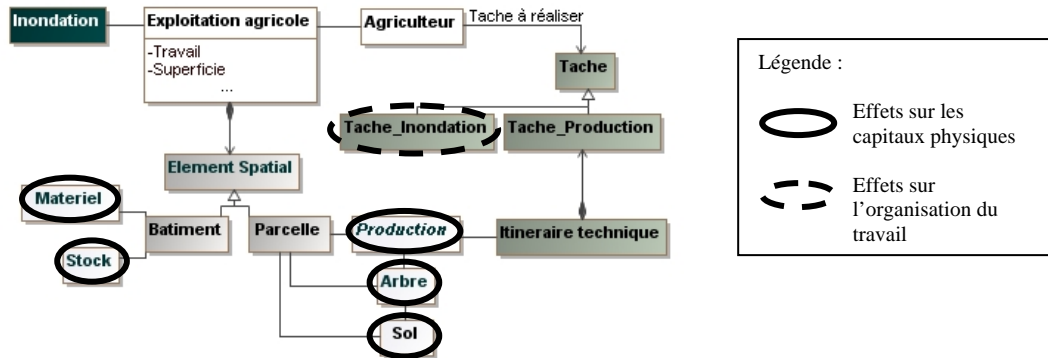 Inondation
Exploitation agricole
-Travail
-Superficie
...
Agriculteur
Tache à réaliser
Tache
Tache_Inondation
Tache_Production
Element Spatial
Materiel
Batiment
Parcelle
Production
Itineraire technique
Stock
Arbre
Sol
Légende :
Effets sur les
capitaux physiques
Effets sur
l’organisation du
travail